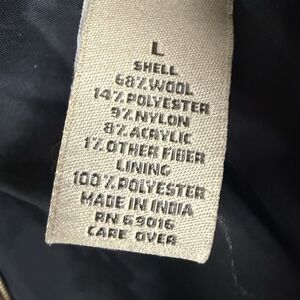 L
SHELL
68% WOOL
14% POLYESTER
9% NYLON
8% ACRYLIC
1% OTHER FIBER
LINING
100% POLYESTER
MADE IN INDIA
RN 69016
CARE OVER